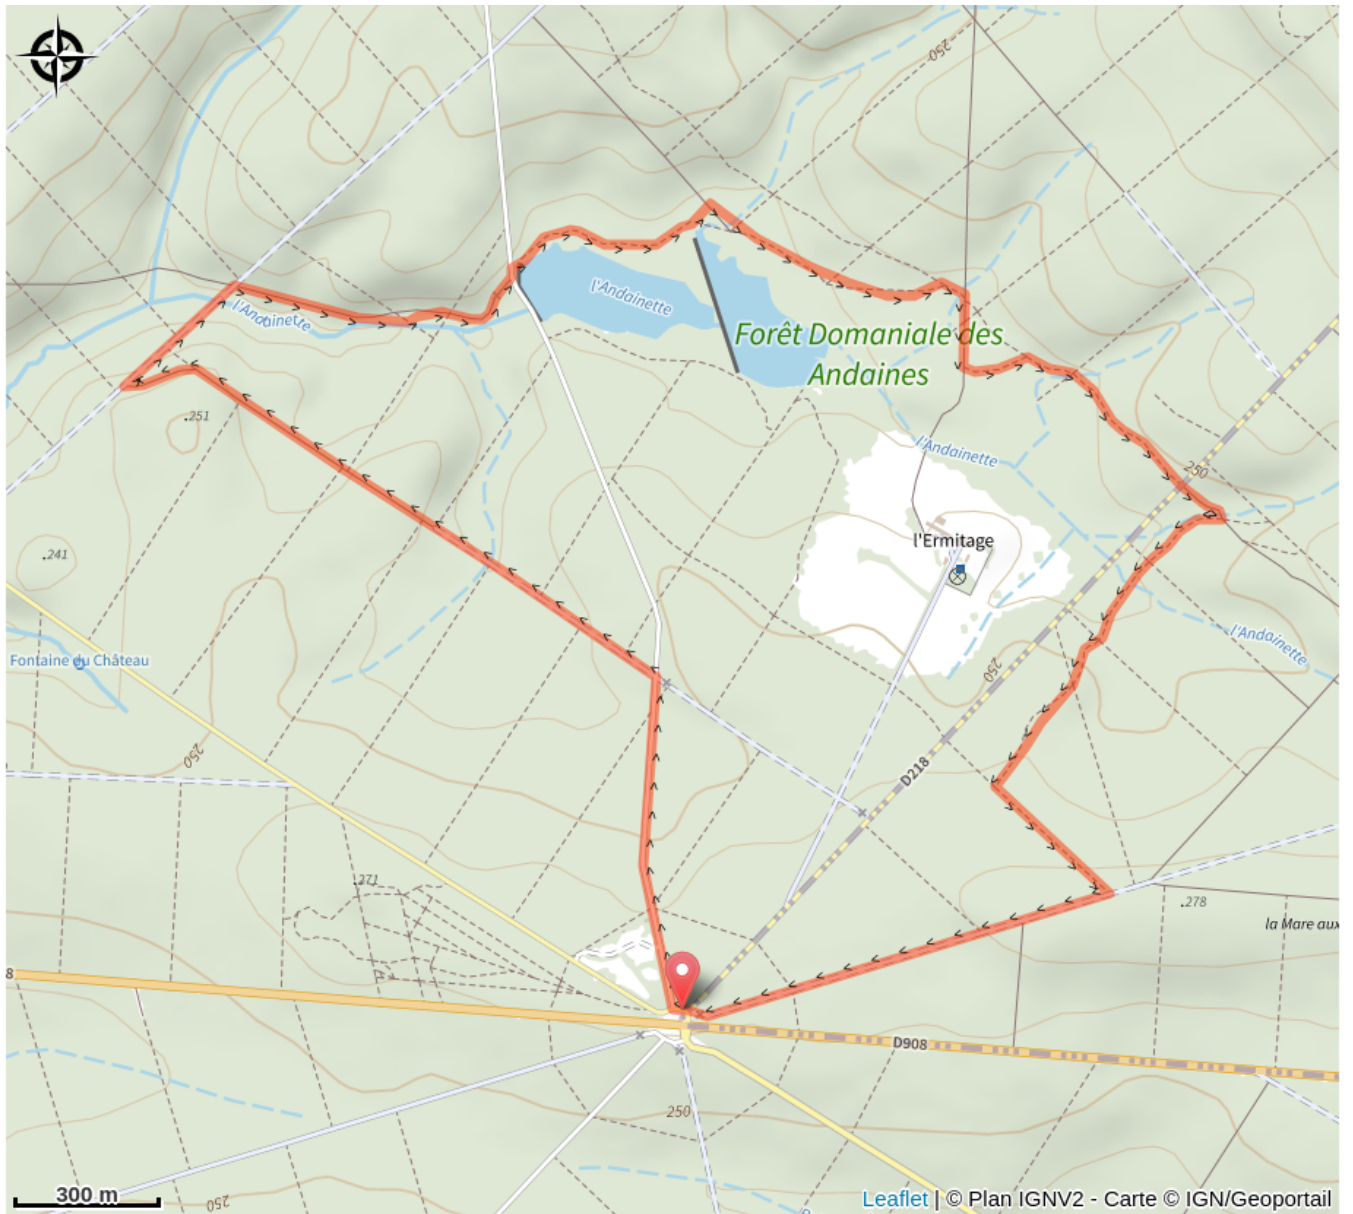 250
l'Andainette
l'Andainette
Forêt Domaniale des
Andaines
251
l'Andainette
250
241
l'Ermitage
l'Andainette
Fontaine du Château
250
250
D218
271
278
la Mare aux
8
D908
250
300 m
250
Leaflet | © Plan IGNV2 - Carte © IGN/Geoportail